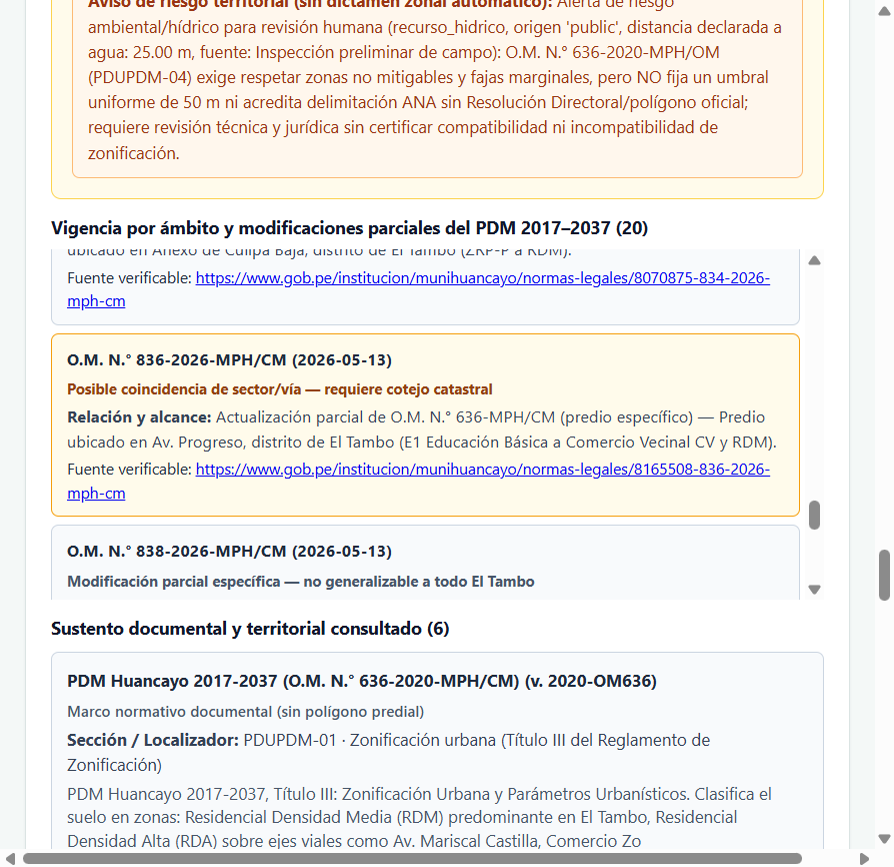 Aviso de riesgo territorial (sin dictamen zonal automático): Alerta de riesgo
ambiental/hídrico para revisión humana (recurso_hidrico, origen 'public', distancia declarada a
agua: 25.00 m, fuente: Inspección preliminar de campo): O.M. N.° 636-2020-MPH/OM
(PDUPDM-04) exige respetar zonas no mitigables y fajas marginales, pero NO fija un umbral
uniforme de 50 m ni acredita delimitación ANA sin Resolución Directoral/polígono oficial;
requiere revisión técnica y jurídica sin certificar compatibilidad ni incompatibilidad de
zonificación.
Vigencia por ámbito y modificaciones parciales del PDM 2017–2037 (20)
ubicado en Anexo de Cullpa Baja, distrito de El Tambo (ZRP-P a RDM).
Fuente verificable: https://www.gob.pe/institucion/munihuancayo/normas-legales/8070875-834-2026-
mph-cm
O.M. N.° 836-2026-MPH/CM (2026-05-13)
Posible coincidencia de sector/vía — requiere cotejo catastral
Relación y alcance: Actualización parcial de O.M. N.° 636-MPH/CM (predio específico) — Predio
ubicado en Av. Progreso, distrito de El Tambo (E1 Educación Básica a Comercio Vecinal CV y RDM).
Fuente verificable: https://www.gob.pe/institucion/munihuancayo/normas-legales/8165508-836-2026-
mph-cm
O.M. N.° 838-2026-MPH/CM (2026-05-13)
Modificación parcial específica — no generalizable a todo El Tambo
Sustento documental y territorial consultado (6)
PDM Huancayo 2017-2037 (O.M. N.° 636-2020-MPH/CM) (v. 2020-OM636)
Marco normativo documental (sin polígono predial)
Sección / Localizador: PDUPDM-01 · Zonificación urbana (Título III del Reglamento de
Zonificación)
PDM Huancayo 2017-2037, Título III: Zonificación Urbana y Parámetros Urbanísticos. Clasifica el
suelo en zonas: Residencial Densidad Media (RDM) predominante en El Tambo, Residencial
Densidad Alta (RDA) sobre ejes viales como Av. Mariscal Castilla, Comercio Zo